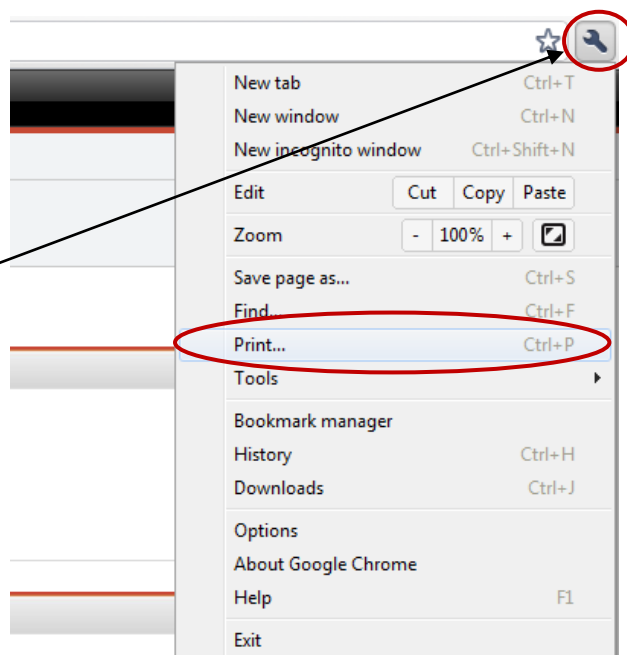 New tab Ctrl+T
New window Ctrl+N
New incognito window Ctrl+Shift+N
Edit Cut Copy Paste
Zoom - 100% +
Save page as... Ctrl+S
Find... Ctrl+F
Print... Ctrl+P
Tools
Bookmark manager
History Ctrl+H
Downloads Ctrl+J
Options
About Google Chrome
Help F1
Exit